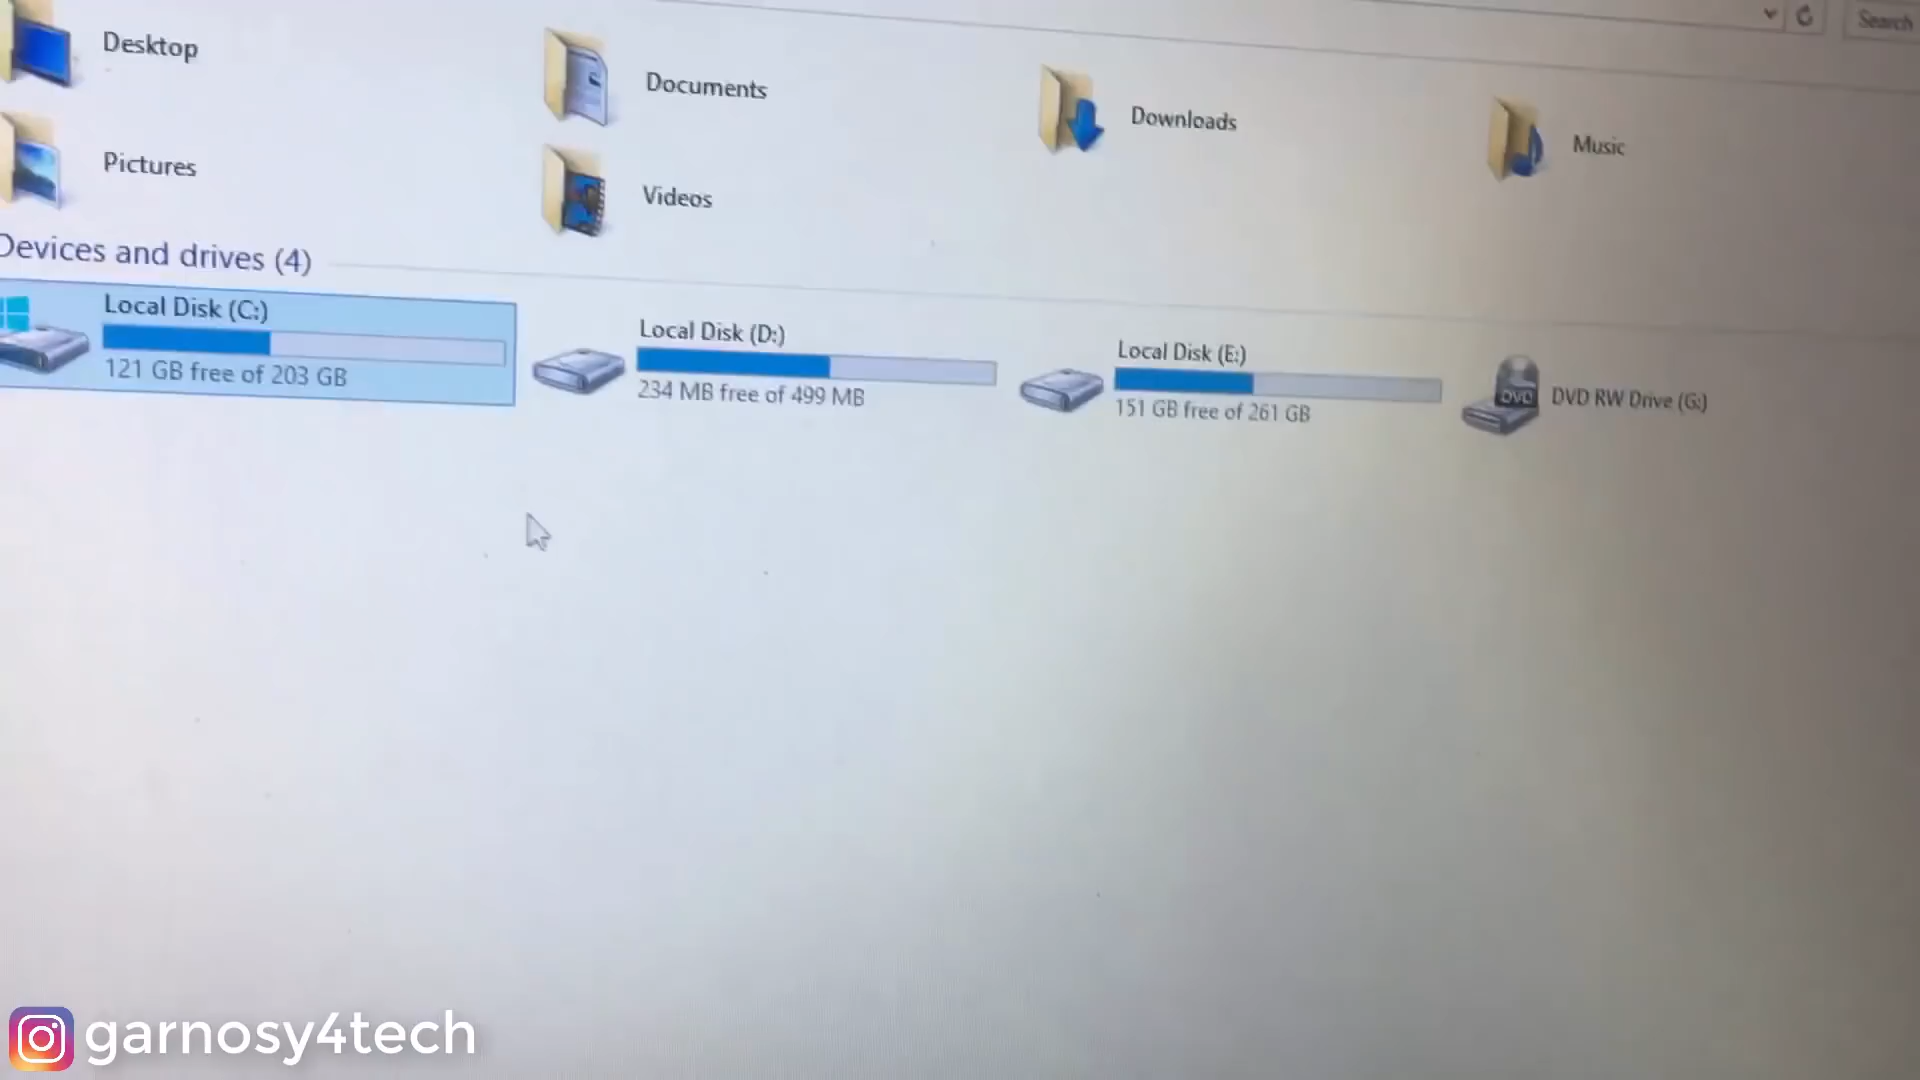 Search
Desktop
Documents
Downloads
Music
Pictures
Videos
Devices and drives (4)
Local Disk (C:)
121 GB free of 203 GB
Local Disk (D:)
234 MB free of 499 MB
Local Disk (E:)
151 GB free of 261 GB
DVD
DVD RW Drive (G:)
garnosy4tech